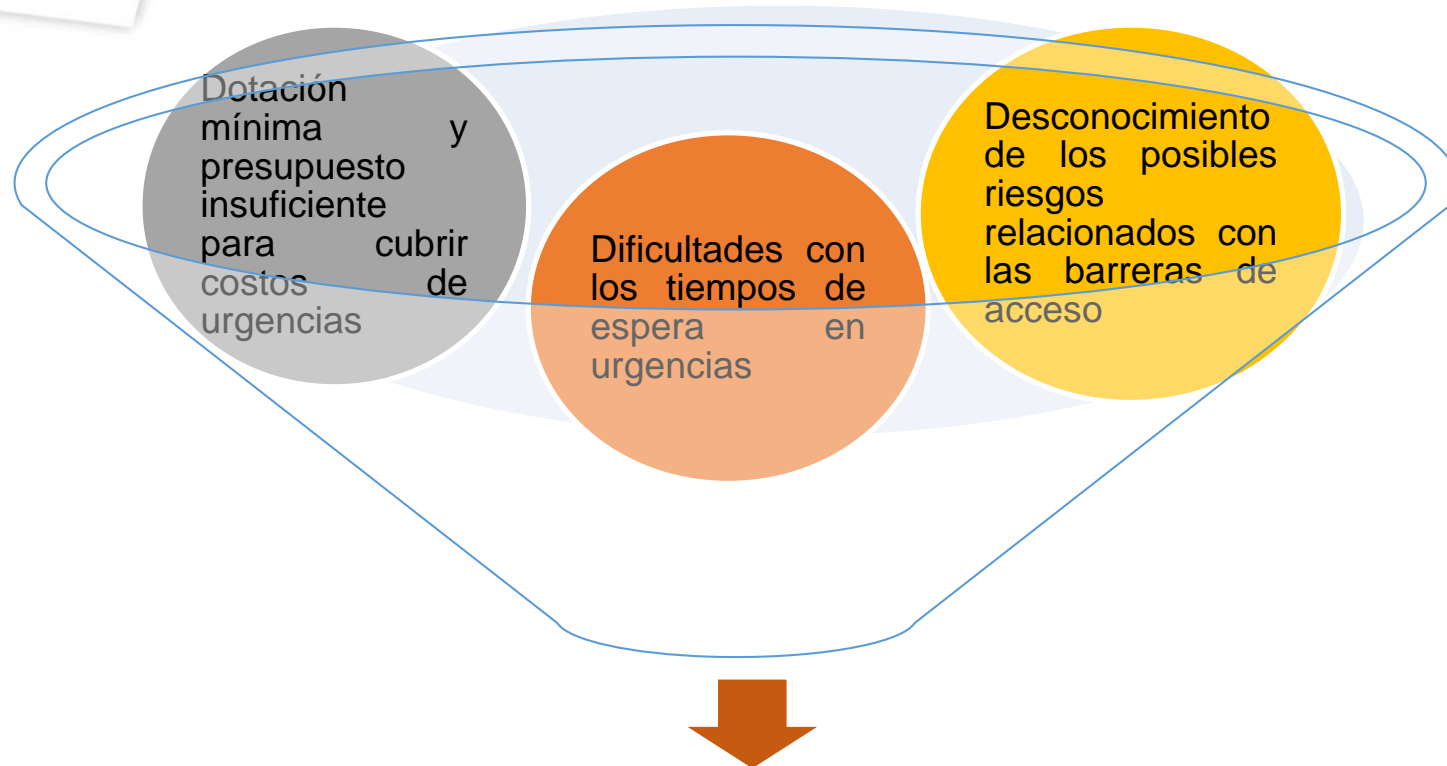 Dotación
mínima y
presupuesto
insuficiente
para cubrir
costos de
urgencias
Dificultades con
los tiempos de
espera en
urgencias
Desconocimiento
de los posibles
riesgos
relacionados con
las barreras de
acceso